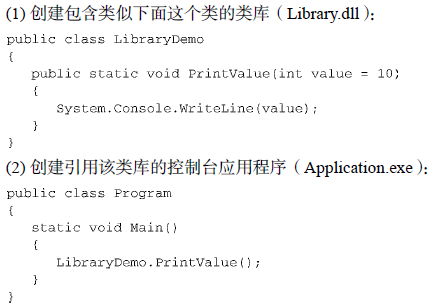 (1) 创建包含类似下面这个类的类库（Library.dll）：
public class LibraryDemo
{
public static void PrintValue(int value = 10)
{
System.Console.WriteLine(value);
}
}
(2) 创建引用该类库的控制台应用程序（Application.exe）：
public class Program
{
static void Main()
{
LibraryDemo.PrintValue();
}
}